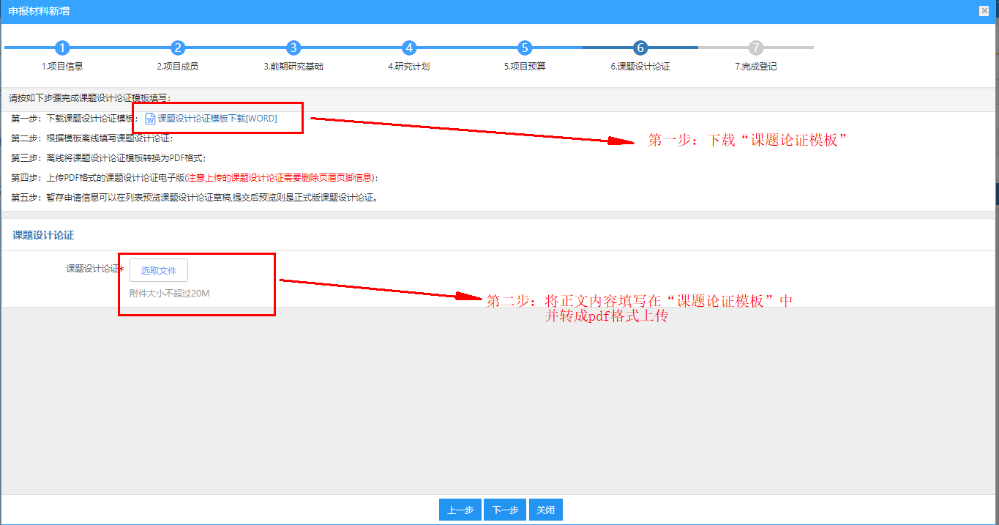 申报材料新增
1 2 3 4 5 6 7
1.项目信息 2.项目成员 3.前期研究基础 4.研究计划 5.项目预算 6.课题设计论证 7.完成登记
请按如下步骤完成课题设计论证模板填写:
第一步: 下载课题设计论证模板; 课题设计论证模板下载[WORD]
第一步: 下载“课题论证模板”
第二步: 根据模板离线填写课题设计论证;
第三步: 离线将课题设计论证模板转换为PDF格式;
第四步: 上传PDF格式的课题设计论证电子版(注意上传的课题设计论证需要删除页眉页脚信息);
第五步: 暂存申请信息可以在列表预览课题设计论证草稿,提交后预览则是正式版课题设计论证。
课题设计论证
课题设计论证* 选取文件
附件大小不超过20M
第二步: 将正文内容填写在“课题论证模板”中
并转成pdf格式上传
上一步 下一步 关闭